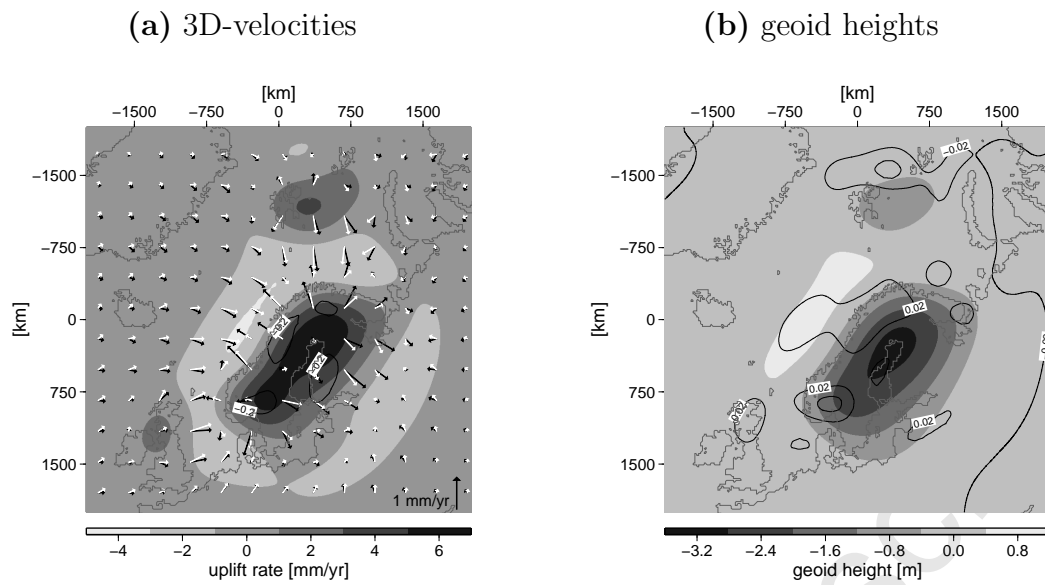 (a) 3D-velocities
(b) geoid heights
[km]
[km]
−1500 −750 0 750 1500
−1500 −750 0 750 1500
[km]
−1500
−750
0
750
1500
−0.2
−0.2
−0.2
1 mm/yr
−4 −2 0 2 4 6
uplift rate [mm/yr]
[km]
−1500
−750
0
750
1500
−0.02
0.02
0.02
0.02
0.02
−3.2 −2.4 −1.6 −0.8 0.0 0.8
geoid height [m]